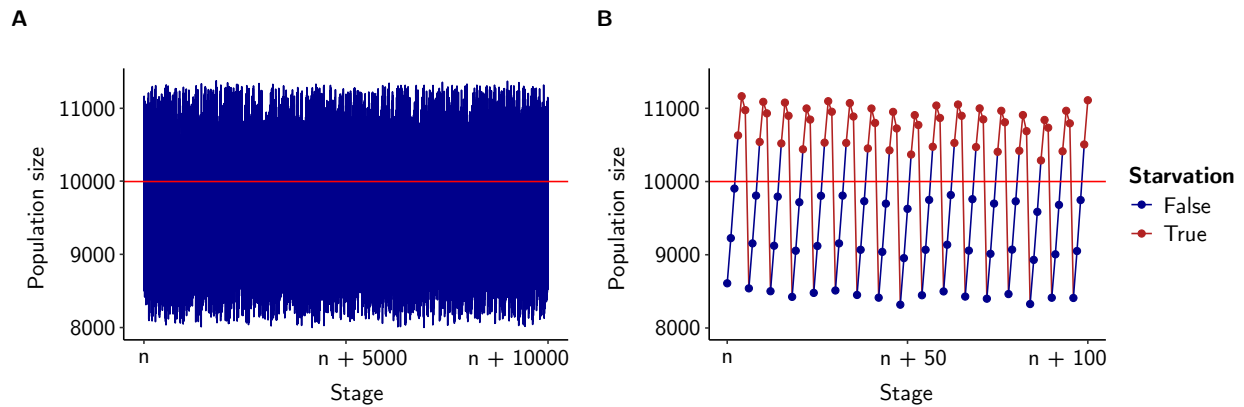 A
Population size
11000
10000
9000
8000
n
n + 5000
n + 10000
Stage
B
Population size
11000
10000
9000
8000
n
n + 50
n + 100
Stage
Starvation
False
True